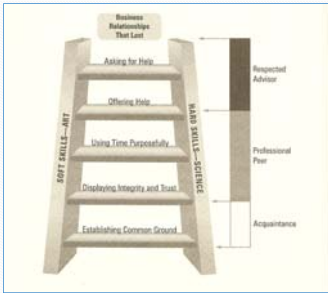 Business
Relationships
That Last
Asking for Help
Offering Help
Using Time Purposefully
Displaying Integrity and Trust
Establishing Common Ground
SOFT SKILLS—ART
HARD SKILLS—SCIENCE
Respected
Advisor
Professional
Peer
Acquaintance